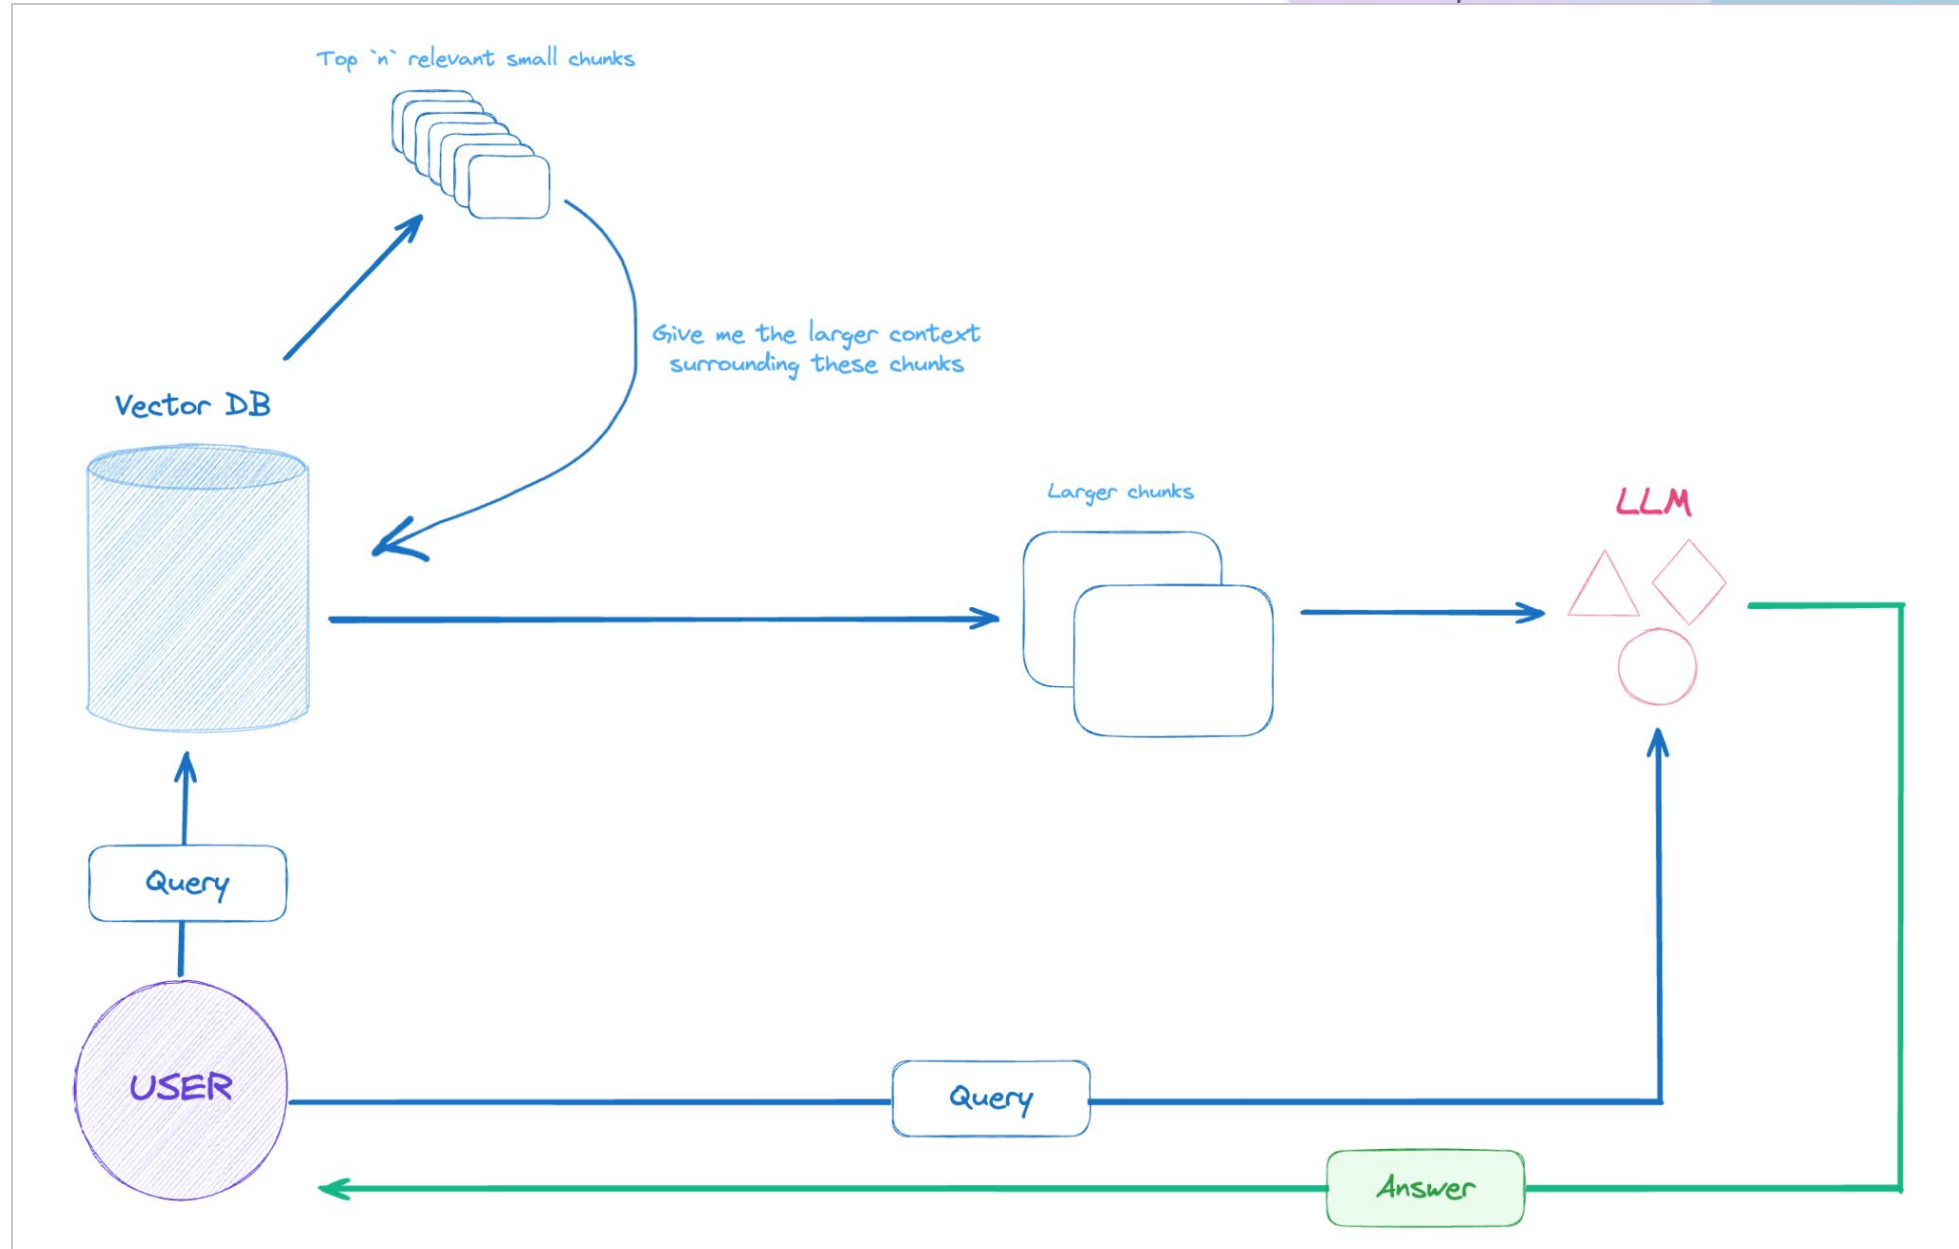 Top `n` relevant small chunks
Give me the larger context
surrounding these chunks
Vector DB
Larger chunks
LLM
Query
USER
Query
Answer